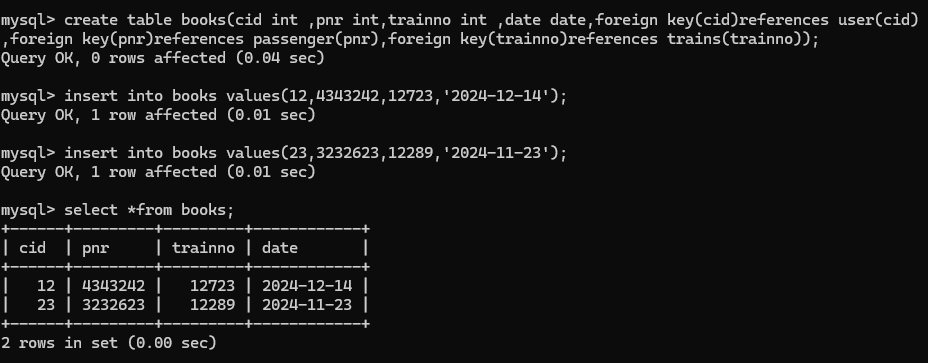 mysql> create table books(cid int ,pnr int,trainno int ,date date,foreign key(cid)references user(cid)
,foreign key(pnr)references passenger(pnr),foreign key(trainno)references trains(trainno));
Query OK, 0 rows affected (0.04 sec)

mysql> insert into books values(12,4343242,12723,'2024-12-14');
Query OK, 1 row affected (0.01 sec)

mysql> insert into books values(23,3232623,12289,'2024-11-23');
Query OK, 1 row affected (0.01 sec)

mysql> select *from books;
+------+---------+---------+------------+
| cid  | pnr     | trainno | date       |
+------+---------+---------+------------+
|   12 | 4343242 |   12723 | 2024-12-14 |
|   23 | 3232623 |   12289 | 2024-11-23 |
+------+---------+---------+------------+
2 rows in set (0.00 sec)